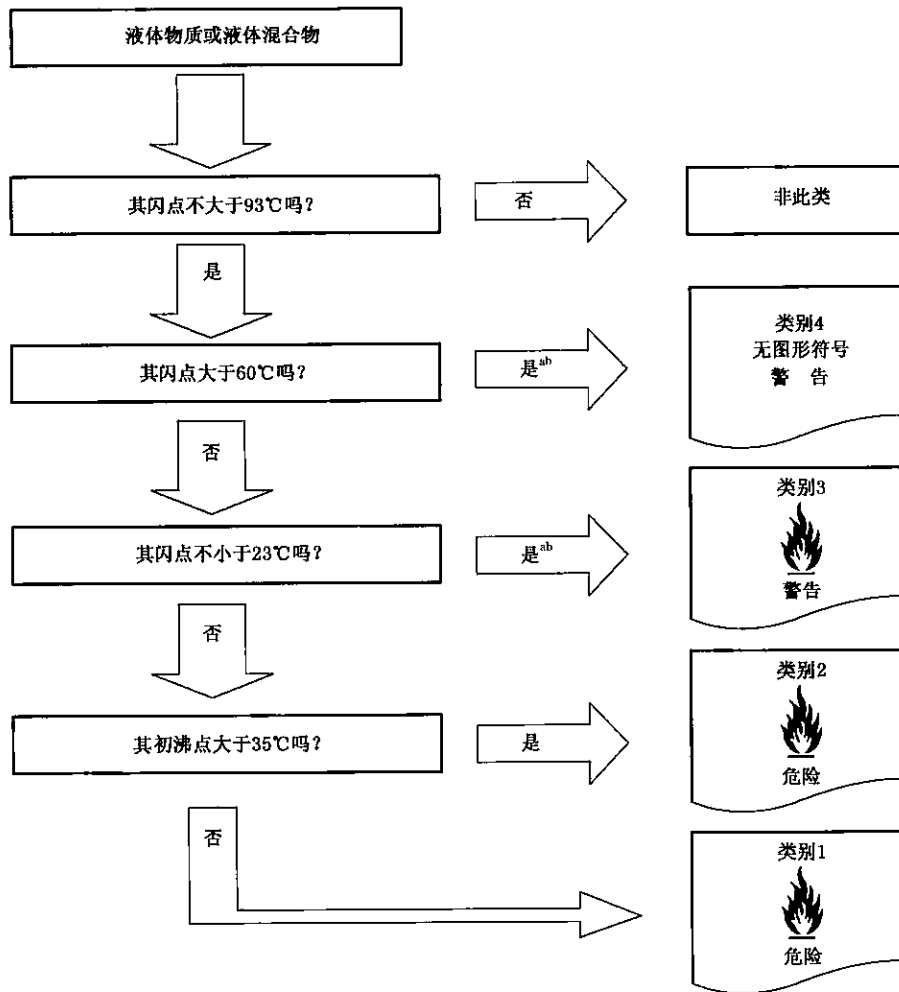 液体物质或液体混合物
其闪点不大于93℃吗？
否
非此类
是
其闪点大于60℃吗？
是ab
类别4
无图形符号
警 告
否
其闪点不小于23℃吗？
是ab
类别3
警告
否
其初沸点大于35℃吗？
是
类别2
危险
否
类别1
危险